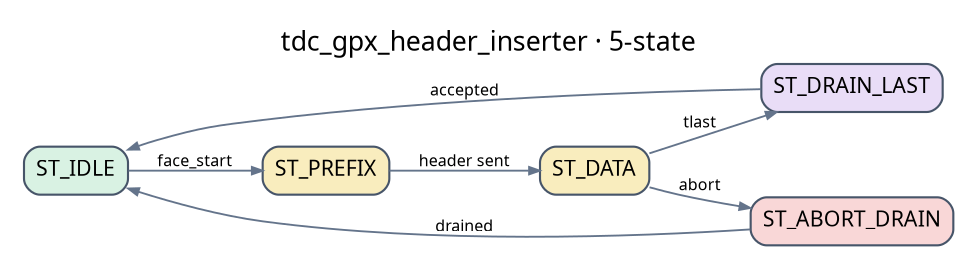 tdc_gpx_header_inserter · 5-state
accepted
ST_DRAIN_LAST
tlast
ST_IDLE
face_start
ST_PREFIX
header sent
ST_DATA
abort
ST_ABORT_DRAIN
drained